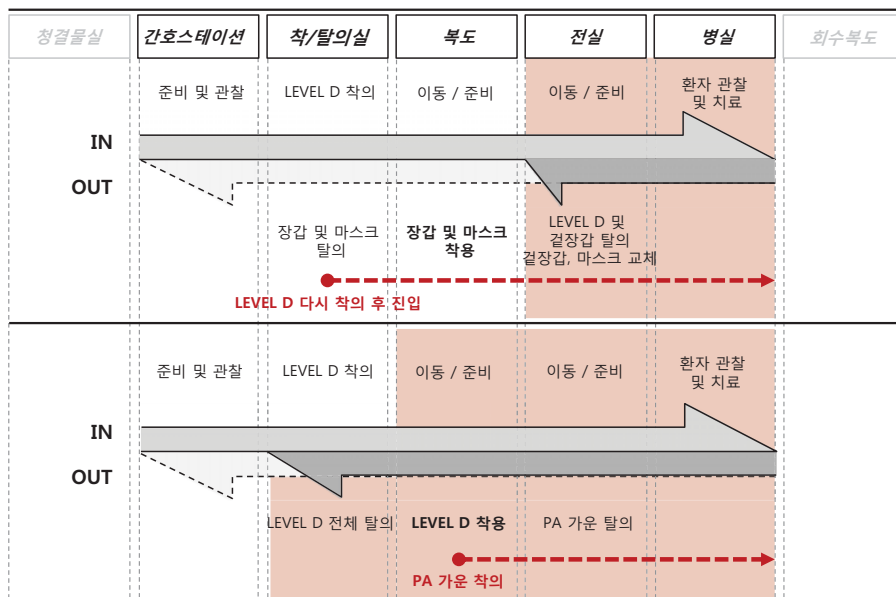 청결물실 간호스테이션 착/탈의실 복도 전실 병실 회수복도
준비 및 관찰 LEVEL D 착의 이동 / 준비 이동 / 준비 환자 관찰
및 치료
IN
OUT
장갑 및 마스크 탈의
장갑 및 마스크 착용
LEVEL D 및
겉장갑 탈의
겉장갑, 마스크 교체
LEVEL D 다시 착의 후 진입
준비 및 관찰 LEVEL D 착의 이동 / 준비 이동 / 준비 환자 관찰
및 치료
IN
OUT
LEVEL D 전체 탈의 LEVEL D 착용 PA 가운 탈의
PA 가운 착의